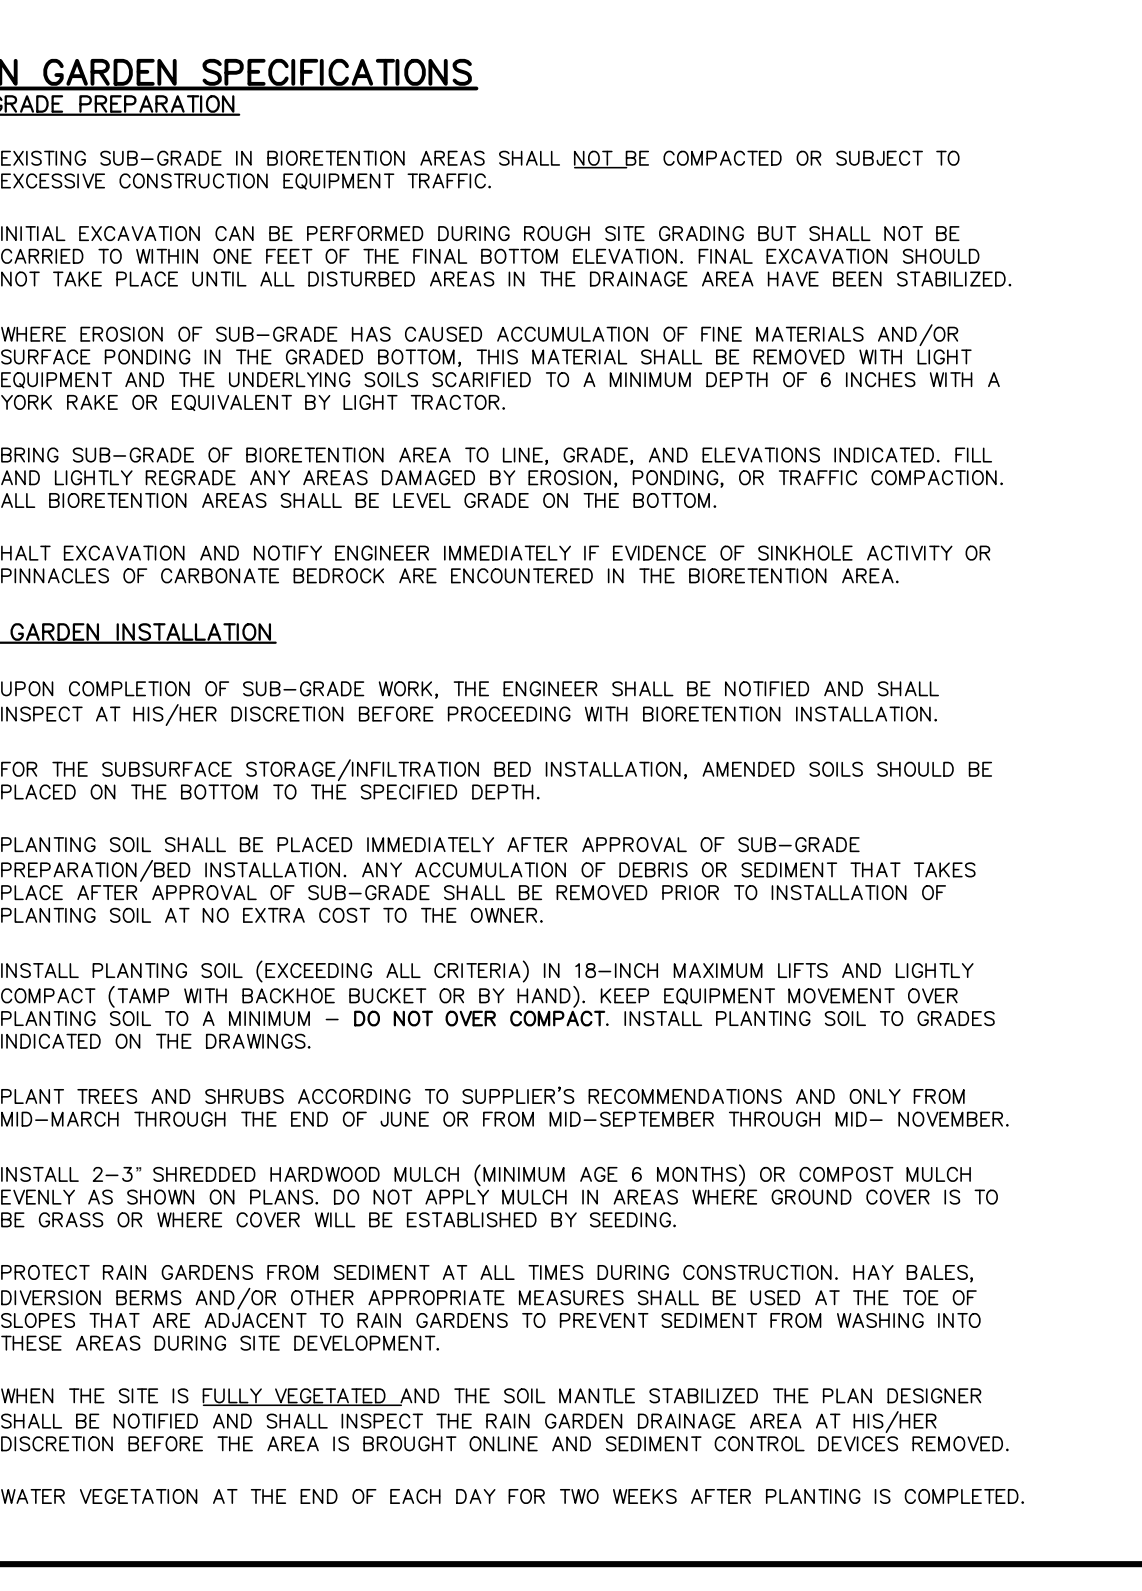 N GARDEN SPECIFICATIONS
GRADE PREPARATION
EXISTING SUB-GRADE IN BIORETENTION AREAS SHALL NOT BE COMPACTED OR SUBJECT TO
EXCESSIVE CONSTRUCTION EQUIPMENT TRAFFIC.
INITIAL EXCAVATION CAN BE PERFORMED DURING ROUGH SITE GRADING BUT SHALL NOT BE
CARRIED TO WITHIN ONE FEET OF THE FINAL BOTTOM ELEVATION. FINAL EXCAVATION SHOULD
NOT TAKE PLACE UNTIL ALL DISTURBED AREAS IN THE DRAINAGE AREA HAVE BEEN STABILIZED.
WHERE EROSION OF SUB-GRADE HAS CAUSED ACCUMULATION OF FINE MATERIALS AND/OR
SURFACE PONDING IN THE GRADED BOTTOM, THIS MATERIAL SHALL BE REMOVED WITH LIGHT
EQUIPMENT AND THE UNDERLYING SOILS SCARIFIED TO A MINIMUM DEPTH OF 6 INCHES WITH A
YORK RAKE OR EQUIVALENT BY LIGHT TRACTOR.
BRING SUB-GRADE OF BIORETENTION AREA TO LINE, GRADE, AND ELEVATIONS INDICATED. FILL
AND LIGHTLY REGRADE ANY AREAS DAMAGED BY EROSION, PONDING, OR TRAFFIC COMPACTION.
ALL BIORETENTION AREAS SHALL BE LEVEL GRADE ON THE BOTTOM.
HALT EXCAVATION AND NOTIFY ENGINEER IMMEDIATELY IF EVIDENCE OF SINKHOLE ACTIVITY OR
PINNACLES OF CARBONATE BEDROCK ARE ENCOUNTERED IN THE BIORETENTION AREA.
GARDEN INSTALLATION
UPON COMPLETION OF SUB-GRADE WORK, THE ENGINEER SHALL BE NOTIFIED AND SHALL
INSPECT AT HIS/HER DISCRETION BEFORE PROCEEDING WITH BIORETENTION INSTALLATION.
FOR THE SUBSURFACE STORAGE/INFILTRATION BED INSTALLATION, AMENDED SOILS SHOULD BE
PLACED ON THE BOTTOM TO THE SPECIFIED DEPTH.
PLANTING SOIL SHALL BE PLACED IMMEDIATELY AFTER APPROVAL OF SUB-GRADE
PREPARATION/BED INSTALLATION. ANY ACCUMULATION OF DEBRIS OR SEDIMENT THAT TAKES
PLACE AFTER APPROVAL OF SUB-GRADE SHALL BE REMOVED PRIOR TO INSTALLATION OF
PLANTING SOIL AT NO EXTRA COST TO THE OWNER.
INSTALL PLANTING SOIL (EXCEEDING ALL CRITERIA) IN 18-INCH MAXIMUM LIFTS AND LIGHTLY
COMPACT (TAMP WITH BACKHOE BUCKET OR BY HAND). KEEP EQUIPMENT MOVEMENT OVER
PLANTING SOIL TO A MINIMUM - DO NOT OVER COMPACT. INSTALL PLANTING SOIL TO GRADES
INDICATED ON THE DRAWINGS.
PLANT TREES AND SHRUBS ACCORDING TO SUPPLIER'S RECOMMENDATIONS AND ONLY FROM
MID-MARCH THROUGH THE END OF JUNE OR FROM MID-SEPTEMBER THROUGH MID- NOVEMBER.
INSTALL 2-3" SHREDDED HARDWOOD MULCH (MINIMUM AGE 6 MONTHS) OR COMPOST MULCH
EVENLY AS SHOWN ON PLANS. DO NOT APPLY MULCH IN AREAS WHERE GROUND COVER IS TO
BE GRASS OR WHERE COVER WILL BE ESTABLISHED BY SEEDING.
PROTECT RAIN GARDENS FROM SEDIMENT AT ALL TIMES DURING CONSTRUCTION. HAY BALES,
DIVERSION BERMS AND/OR OTHER APPROPRIATE MEASURES SHALL BE USED AT THE TOE OF
SLOPES THAT ARE ADJACENT TO RAIN GARDENS TO PREVENT SEDIMENT FROM WASHING INTO
THESE AREAS DURING SITE DEVELOPMENT.
WHEN THE SITE IS FULLY VEGETATED AND THE SOIL MANTLE STABILIZED THE PLAN DESIGNER
SHALL BE NOTIFIED AND SHALL INSPECT THE RAIN GARDEN DRAINAGE AREA AT HIS/HER
DISCRETION BEFORE THE AREA IS BROUGHT ONLINE AND SEDIMENT CONTROL DEVICES REMOVED.
WATER VEGETATION AT THE END OF EACH DAY FOR TWO WEEKS AFTER PLANTING IS COMPLETED.